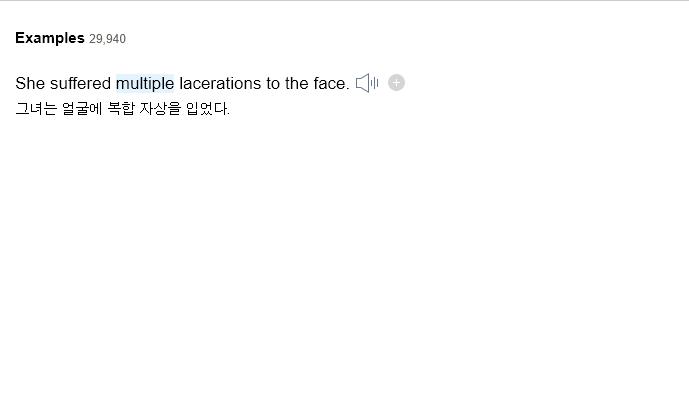 Examples 29,940
She suffered multiple lacerations to the face.
그녀는 얼굴에 복합 자상을 입었다.